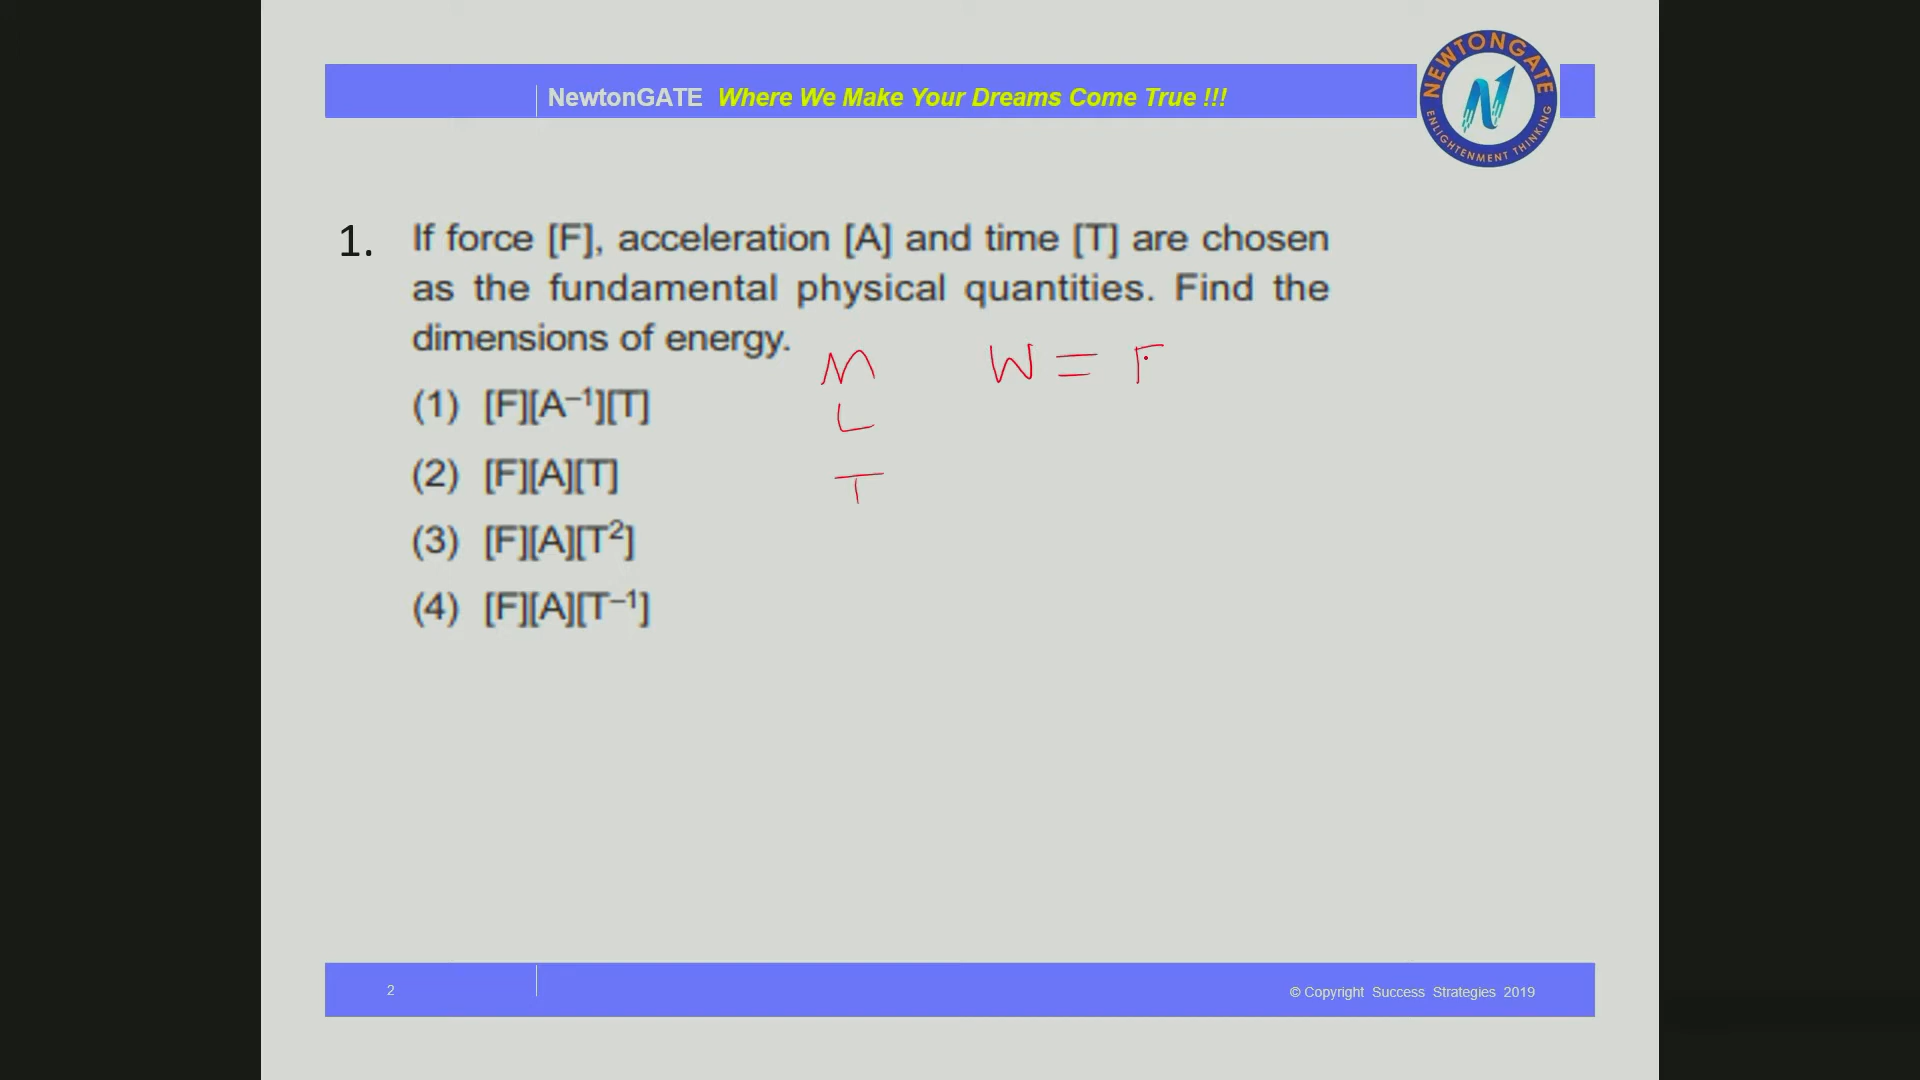 NewtonGATE Where We Make Your Dreams Come True !!!
NEWTONGATE
ENLIGHTENMENT THINKING
1. If force [F], acceleration [A] and time [T] are chosen
as the fundamental physical quantities. Find the
dimensions of energy.
M W = F
(1) [F][A⁻¹][T]
L
(2) [F][A][T]
T
(3) [F][A][T²]
(4) [F][A][T⁻¹]
2
© Copyright Success Strategies 2019